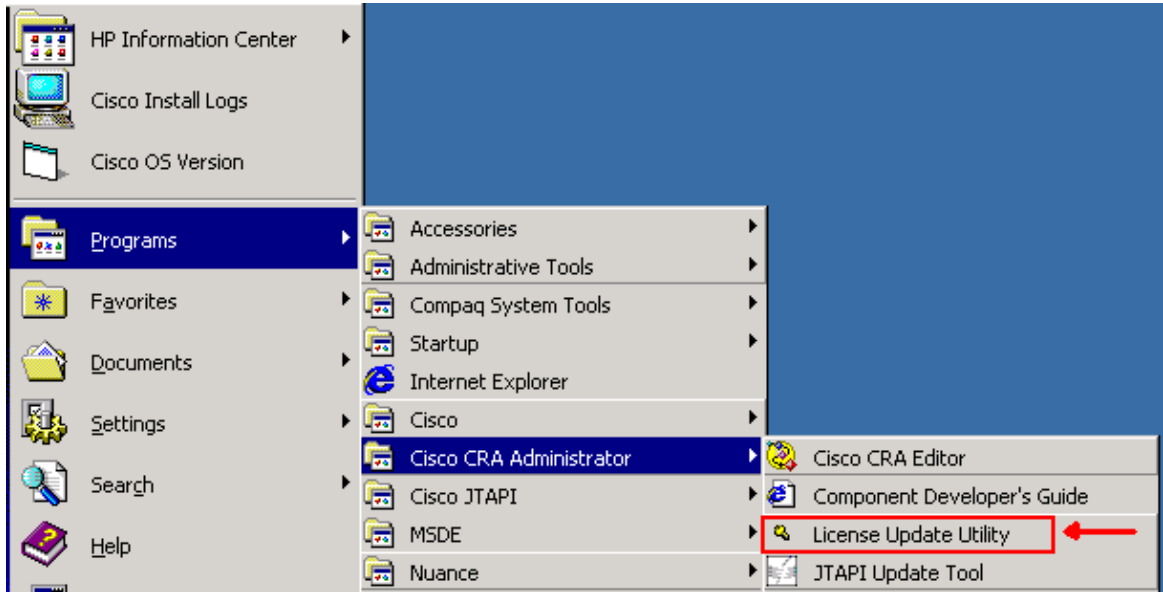 HP Information Center
Cisco Install Logs
Cisco OS Version
Programs
Favorites
Documents
Settings
Search
Help
Accessories
Administrative Tools
Compaq System Tools
Startup
Internet Explorer
Cisco
Cisco CRA Administrator
Cisco JTAPI
MSDE
Nuance
Cisco CRA Editor
Component Developer's Guide
License Update Utility
JTAPI Update Tool